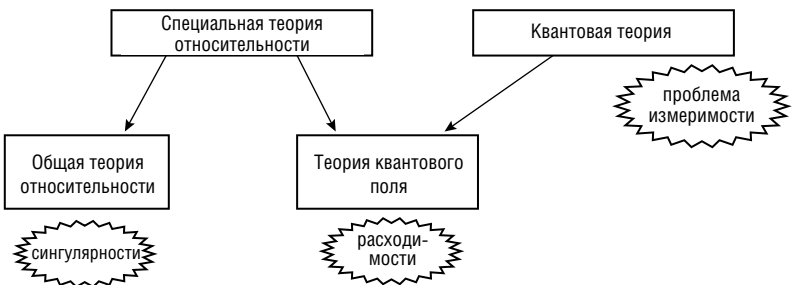 Специальная теория
относительности
Квантовая теория
проблема
измеримости
Общая теория
относительности
Теория квантового
поля
сингулярности
расходи-
мости